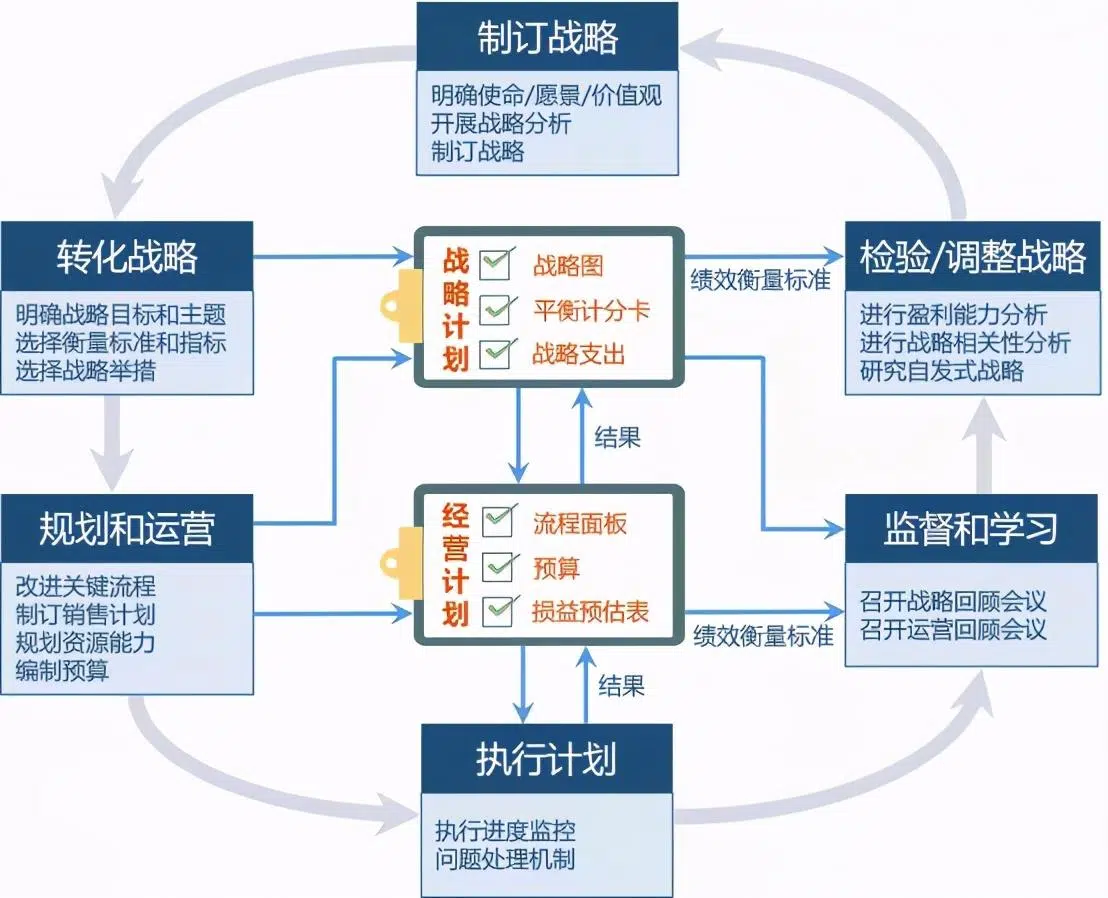 制订战略
明确使命/愿景/价值观
开展战略分析
制订战略
转化战略
明确战略目标和主题
选择衡量标准和指标
选择战略举措
战略计划
战略图
平衡计分卡
战略支出
绩效衡量标准
检验/调整战略
进行盈利能力分析
进行战略相关性分析
研究自发式战略
结果
规划和运营
改进关键流程
制订销售计划
规划资源能力
编制预算
经营计划
流程面板
预算
损益预估表
绩效衡量标准
监督和学习
召开战略回顾会议
召开运营回顾会议
结果
执行计划
执行进度监控
问题处理机制